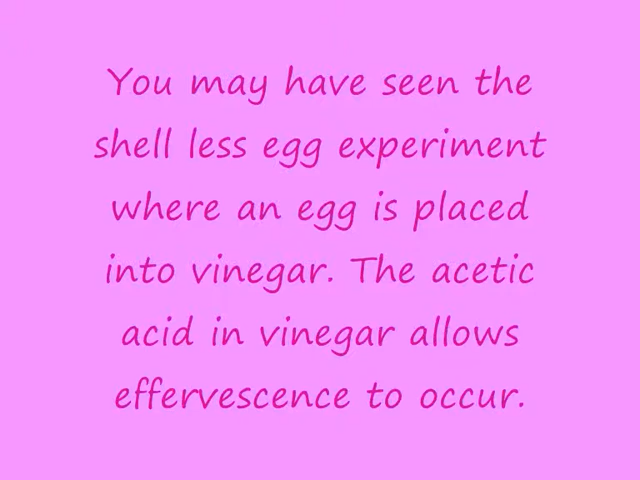 You may have seen the
shell less egg experiment
where an egg is placed
into vinegar. The acetic
acid in vinegar allows
effervescence to occur.